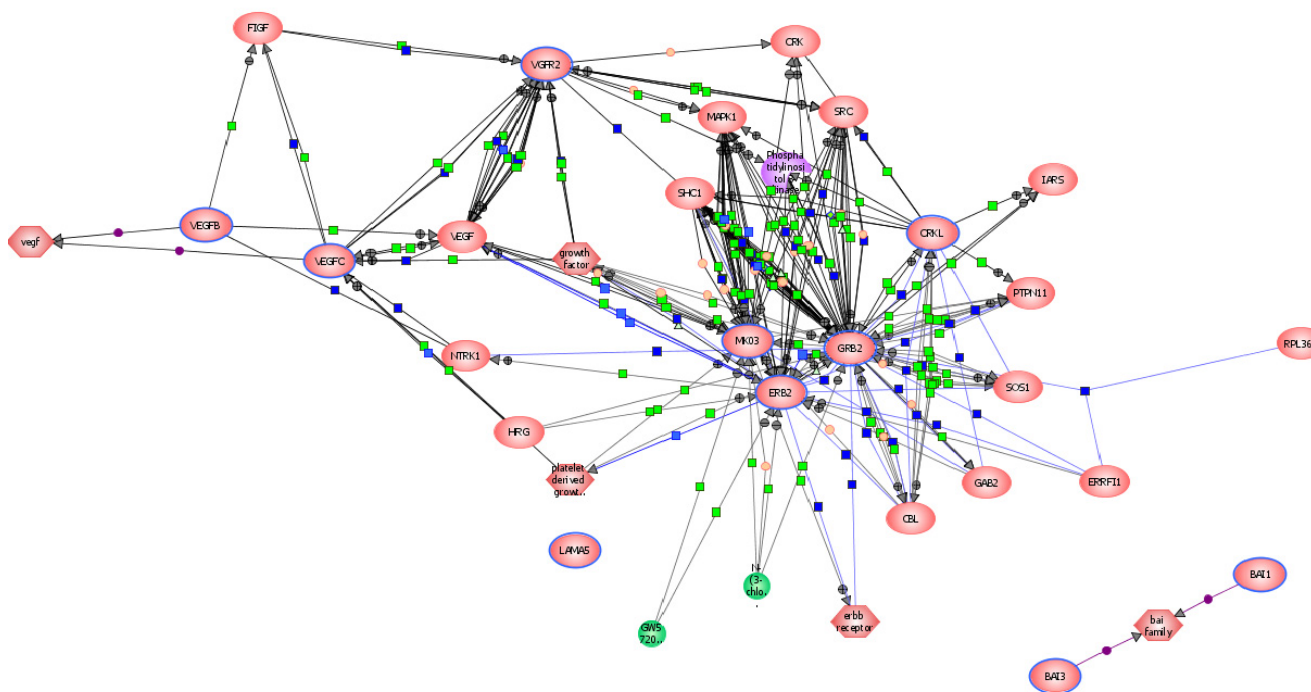 FIGF
CRK
VGFR2
MAPK1
SRC
Phospha
tidylinosi
tol 3
kinase
IARS
SHC1
VEGFB
vegf
VEGFC
VEGF
growth
factor
CRKL
PTPN11
MK03
GRB2
RPL36
NTRK1
ERB2
SOS1
HRG
platelet
derived
growt..
GAB2
ERRFI1
CBL
LAMA5
N-
(3-
chlo..
.
GW5
720..
erbb
receptor
BAI1
bai
family
BAI3